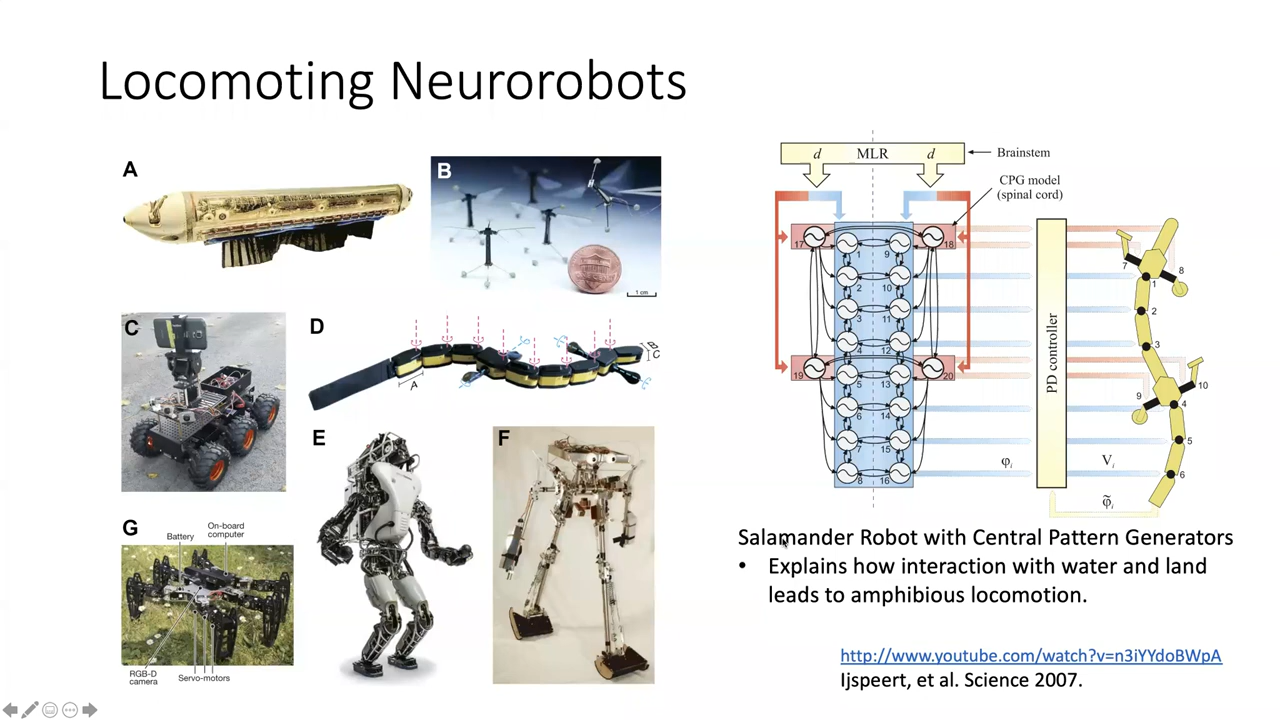 Locomoting Neurorobots
A
B
1 cm
C
D
A
B
C
E
F
G
Battery
On-board
computer
RGB-D
camera
Servo-motors
d MLR d
Brainstem
CPG model
(spinal cord)
17
18
1
9
2
10
3
11
4
12
19
20
5
13
6
14
7
15
8
16
φi
PD controller
Vi
φ̃i
7
8
1
2
3
9
10
4
5
6
Salamander Robot with Central Pattern Generators
• Explains how interaction with water and land
leads to amphibious locomotion.
http://www.youtube.com/watch?v=n3iYYdoBWpA
Ijspeert, et al. Science 2007.